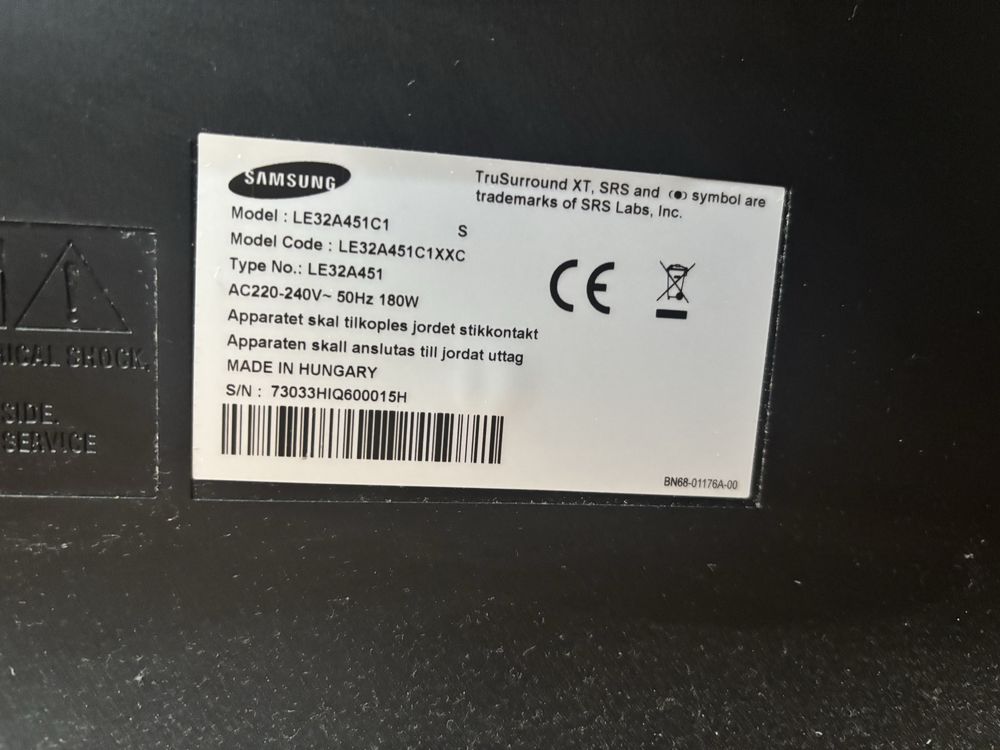 SAMSUNG
TruSurround XT, SRS and (●) symbol are
trademarks of SRS Labs, Inc.
Model : LE32A451C1 S
Model Code : LE32A451C1XXC
Type No.: LE32A451
AC220-240V~ 50Hz 180W
Apparatet skal tilkoples jordet stikkontakt
Apparaten skall anslutas till jordat uttag
MADE IN HUNGARY
S/N : 73033HIQ600015H
BN68-01176A-00
CE
SHOCK.
SIDE.
SERVICE